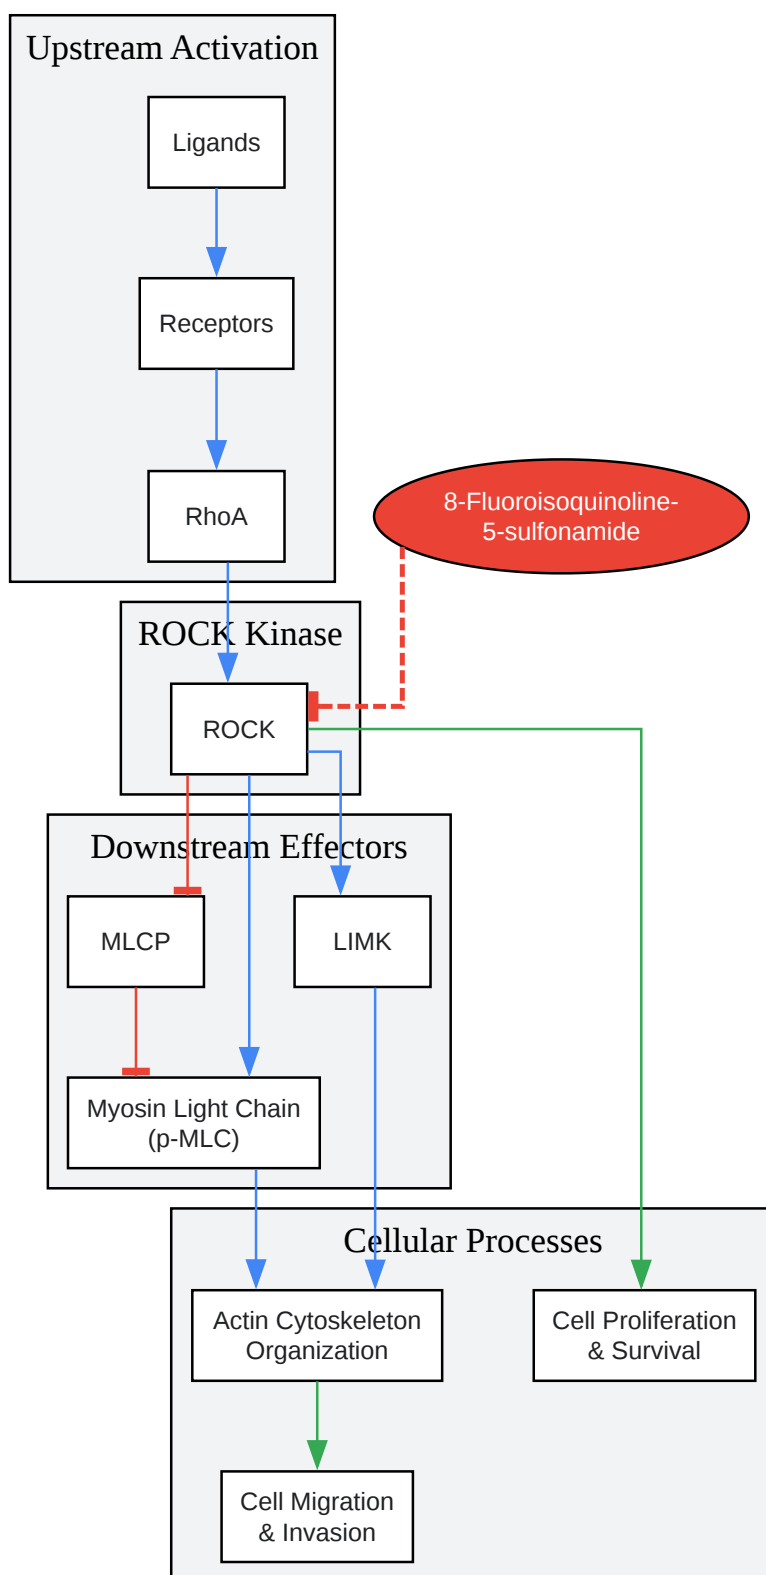 Upstream Activation
Ligands
Receptors
RhoA
8-Fluoroisoquinoline-
5-sulfonamide
ROCK Kinase
ROCK
Downstream Effectors
MLCP
LIMK
Myosin Light Chain
(p-MLC)
Cellular Processes
Actin Cytoskeleton
Organization
Cell Proliferation
& Survival
Cell Migration
& Invasion